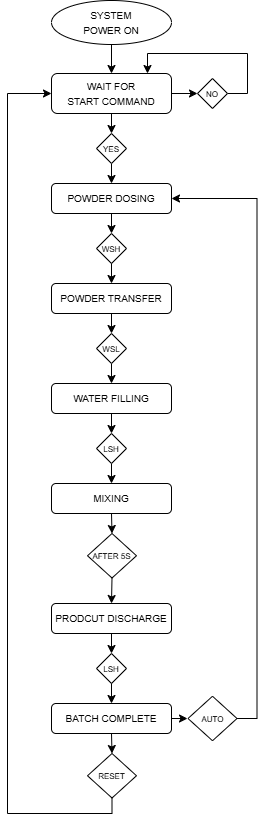 SYSTEM
POWER ON
WAIT FOR
START COMMAND
NO
YES
POWDER DOSING
WSH
POWDER TRANSFER
WSL
WATER FILLING
LSH
MIXING
AFTER 5S
PRODCUT DISCHARGE
LSH
BATCH COMPLETE
AUTO
RESET